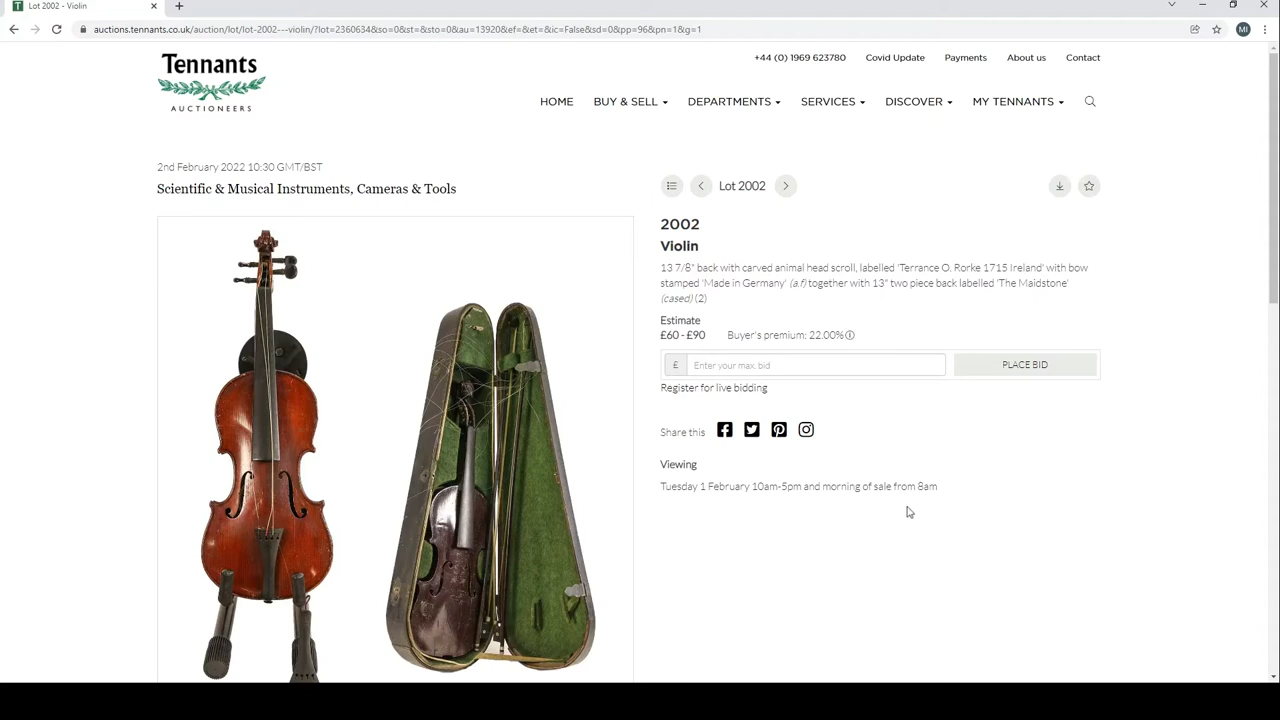 Lot 2002 - Violin
auctions.tennants.co.uk/auction/lot/lot-2002---violin/?lot=2360634&so=0&st=&sto=0&au=13920&ef=&et=&ic=False&sd=0&pp=96&pn=1&g=1
MI
Tennants
AUCTIONEERS
+44 (0) 1969 623780 Covid Update Payments About us Contact
HOME BUY & SELL DEPARTMENTS SERVICES DISCOVER MY TENNANTS
2nd February 2022 10:30 GMT/BST
Scientific & Musical Instruments, Cameras & Tools
Lot 2002
2002
Violin
13 7/8" back with carved animal head scroll, labelled 'Terrance O. Rorke 1715 Ireland' with bow
stamped 'Made in Germany' (a.f) together with 13" two piece back labelled 'The Maidstone'
(cased) (2)
Estimate
£60 - £90 Buyer's premium: 22.00%
£ Enter your max. bid PLACE BID
Register for live bidding
Share this
Viewing
Tuesday 1 February 10am-5pm and morning of sale from 8am